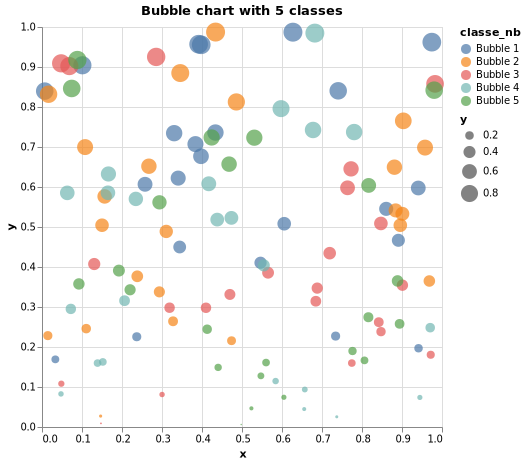 Bubble chart with 5 classes
classe_nb
Bubble 1
Bubble 2
Bubble 3
Bubble 4
Bubble 5
y
0.2
0.4
0.6
0.8
y
1.0
0.9
0.8
0.7
0.6
0.5
0.4
0.3
0.2
0.1
0.0
0.0 0.1 0.2 0.3 0.4 0.5 0.6 0.7 0.8 0.9 1.0
x